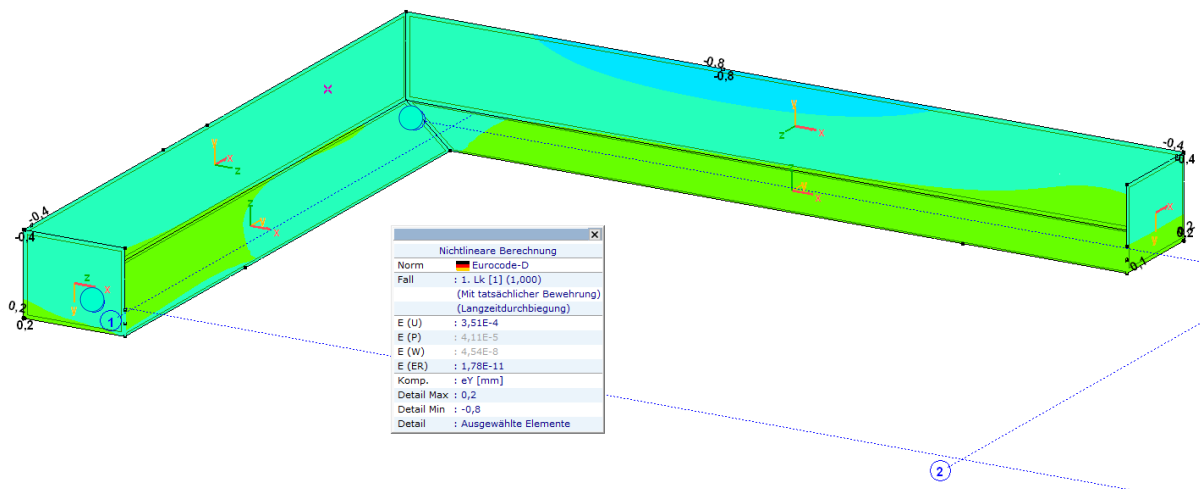 -0,8
-0,8
-0,4
-0,4
-0,4
-0,4
0,2
0,2
0,2
0,2
-0,1
1
2
Nichtlineare Berechnung
Norm Eurocode-D
Fall : 1. Lk [1] (1,000)
(Mit tatsächlicher Bewehrung)
(Langzeitdurchbiegung)
E (U) : 3,51E-4
E (P) : 4,11E-5
E (W) : 4,54E-8
E (ER) : 1,78E-11
Komp. : eY [mm]
Detail Max : 0,2
Detail Min : -0,8
Detail : Ausgewählte Elemente